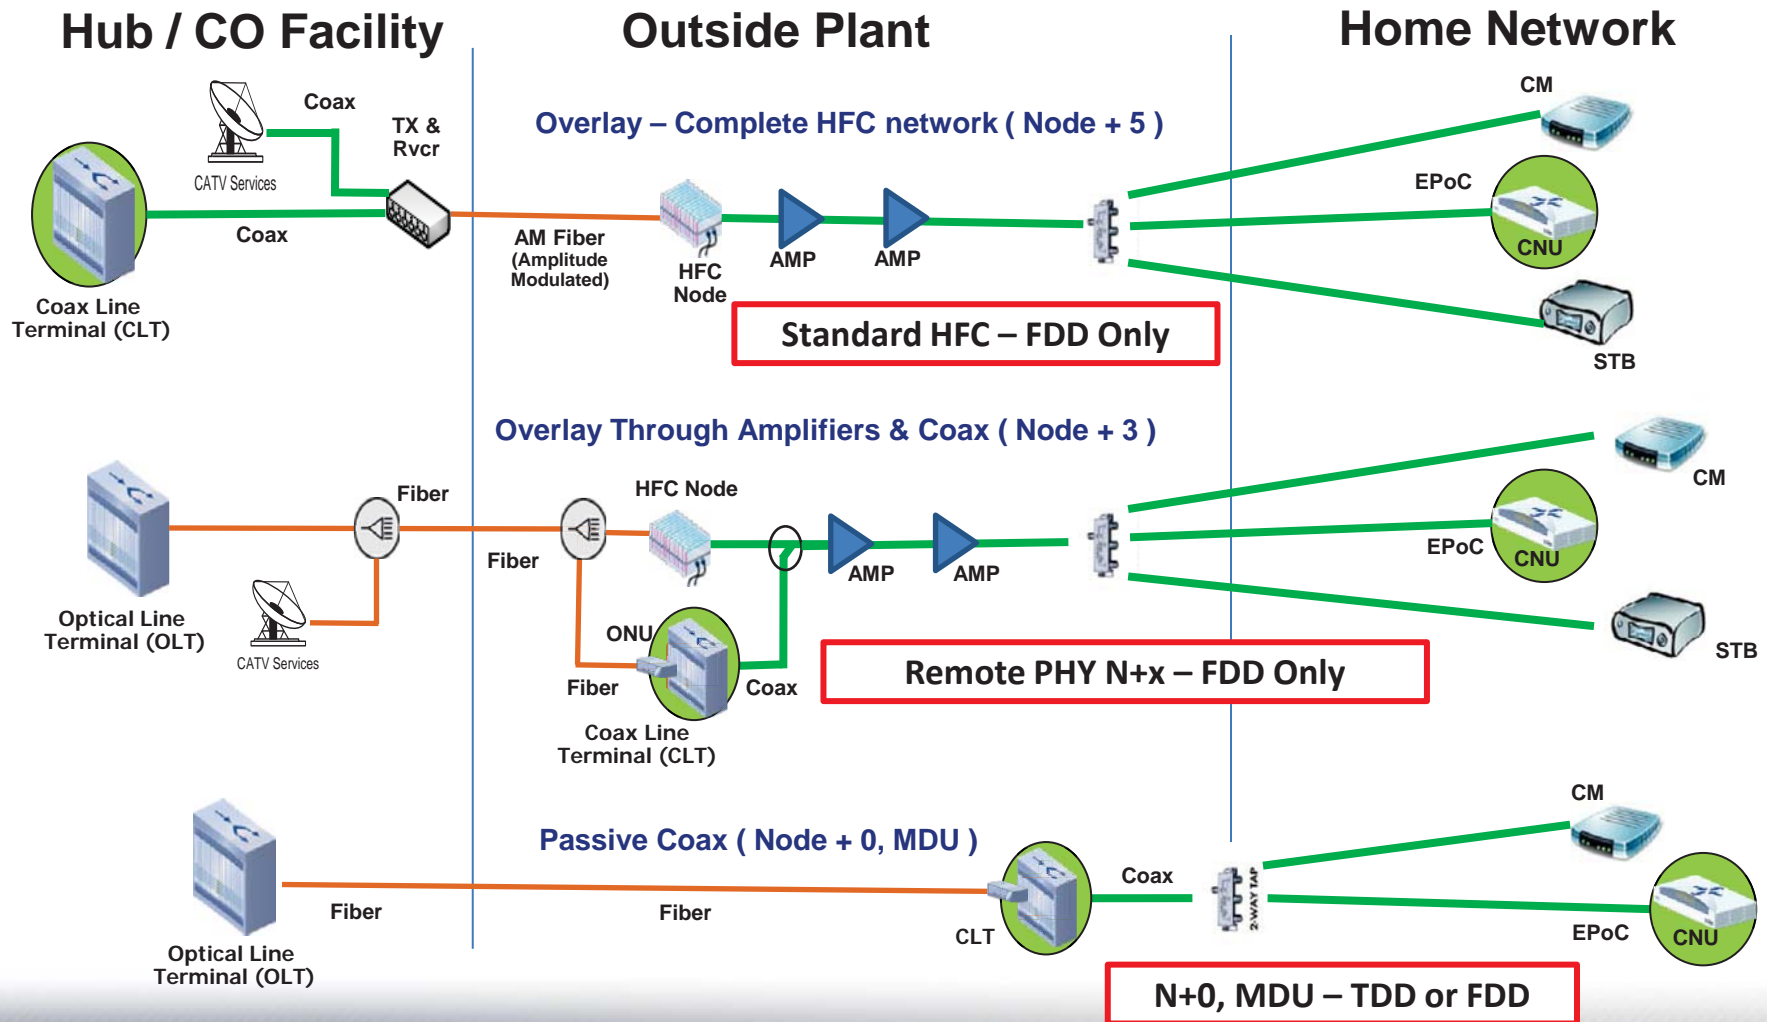 Hub / CO Facility
Outside Plant
Home Network
Coax
TX &
Rvcr
CATV Services
Coax
Coax Line
Terminal (CLT)
Overlay – Complete HFC network ( Node + 5 )
AM Fiber
(Amplitude
Modulated)
HFC
Node
AMP
AMP
Standard HFC – FDD Only
CM
EPoC
CNU
STB
Overlay Through Amplifiers & Coax ( Node + 3 )
Fiber
Fiber
HFC Node
AMP
AMP
Optical Line
Terminal (OLT)
CATV Services
ONU
Fiber
Coax
Coax Line
Terminal (CLT)
Remote PHY N+x – FDD Only
CM
EPoC
CNU
STB
Passive Coax ( Node + 0, MDU )
Fiber
Fiber
Optical Line
Terminal (OLT)
CLT
Coax
2-WAY TAP
CM
EPoC
CNU
N+0, MDU – TDD or FDD